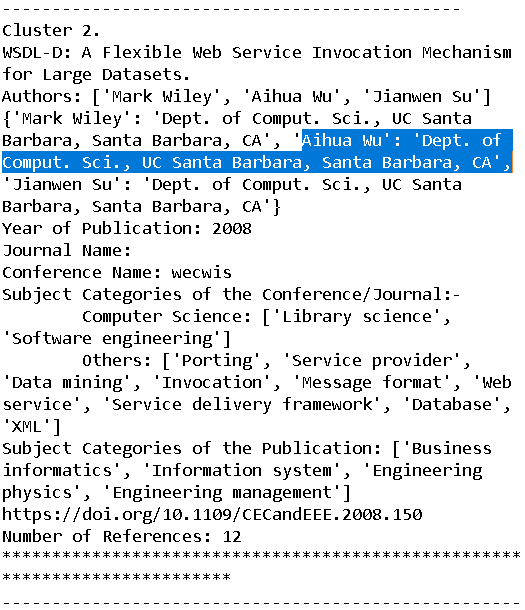 ----------------------------------------------
Cluster 2.
WSDL-D: A Flexible Web Service Invocation Mechanism
for Large Datasets.
Authors: ['Mark Wiley', 'Aihua Wu', 'Jianwen Su']
{'Mark Wiley': 'Dept. of Comput. Sci., UC Santa
Barbara, Santa Barbara, CA', 'Aihua Wu': 'Dept. of
Comput. Sci., UC Santa Barbara, Santa Barbara, CA',
'Jianwen Su': 'Dept. of Comput. Sci., UC Santa
Barbara, Santa Barbara, CA'}
Year of Publication: 2008
Journal Name:
Conference Name: wecwis
Subject Categories of the Conference/Journal:-
        Computer Science: ['Library science',
'Software engineering']
        Others: ['Porting', 'Service provider',
'Data mining', 'Invocation', 'Message format', 'Web
service', 'Service delivery framework', 'Database',
'XML']
Subject Categories of the Publication: ['Business
informatics', 'Information system', 'Engineering
physics', 'Engineering management']
https://doi.org/10.1109/CECandEEE.2008.150
Number of References: 12
****************************************************
***********************
----------------------------------------------------